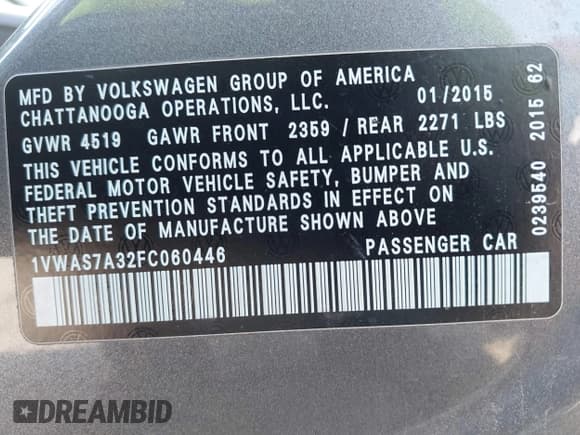 MFD BY VOLKSWAGEN GROUP OF AMERICA
CHATTANOOGA OPERATIONS, LLC. 01/2015
GVWR 4519 GAWR FRONT 2359 / REAR 2271 LBS
THIS VEHICLE CONFORMS TO ALL APPLICABLE U.S.
FEDERAL MOTOR VEHICLE SAFETY, BUMPER AND
THEFT PREVENTION STANDARDS IN EFFECT ON
THE DATE OF MANUFACTURE SHOWN ABOVE
1VWAS7A32FC060446 PASSENGER CAR
0239540 2015 62
DREAMBID